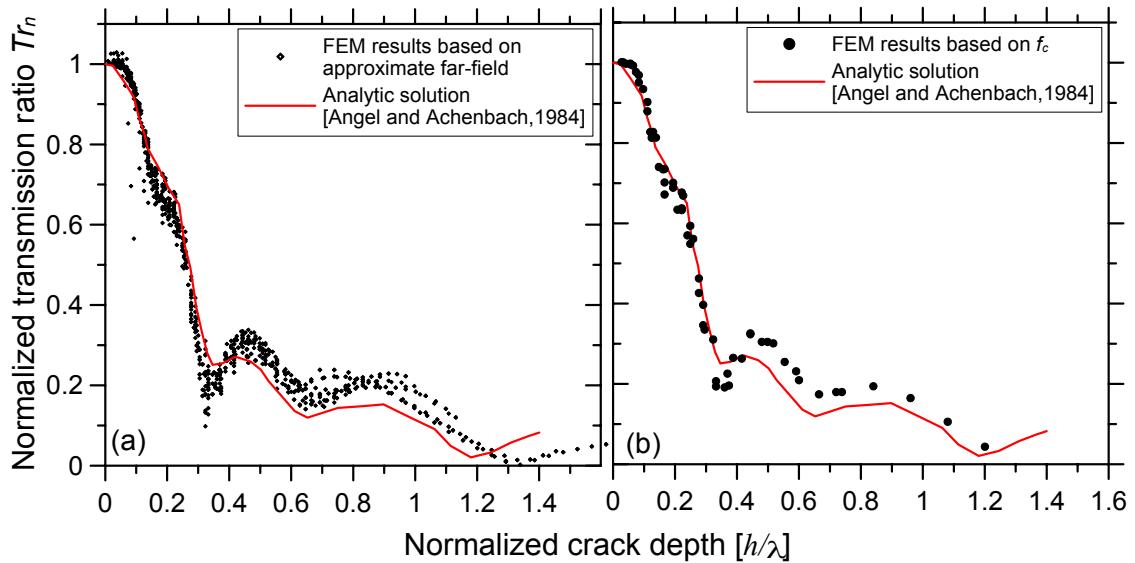 Normalized transmission ratio Trn
1
0.8
0.6
0.4
0.2
0
FEM results based on
approximate far-field
Analytic solution
[Angel and Achenbach,1984]
(a)
0 0.2 0.4 0.6 0.8 1 1.2 1.4
FEM results based on fc
Analytic solution
[Angel and Achenbach,1984]
(b)
0 0.2 0.4 0.6 0.8 1 1.2 1.4 1.6
Normalized crack depth [h/λ]